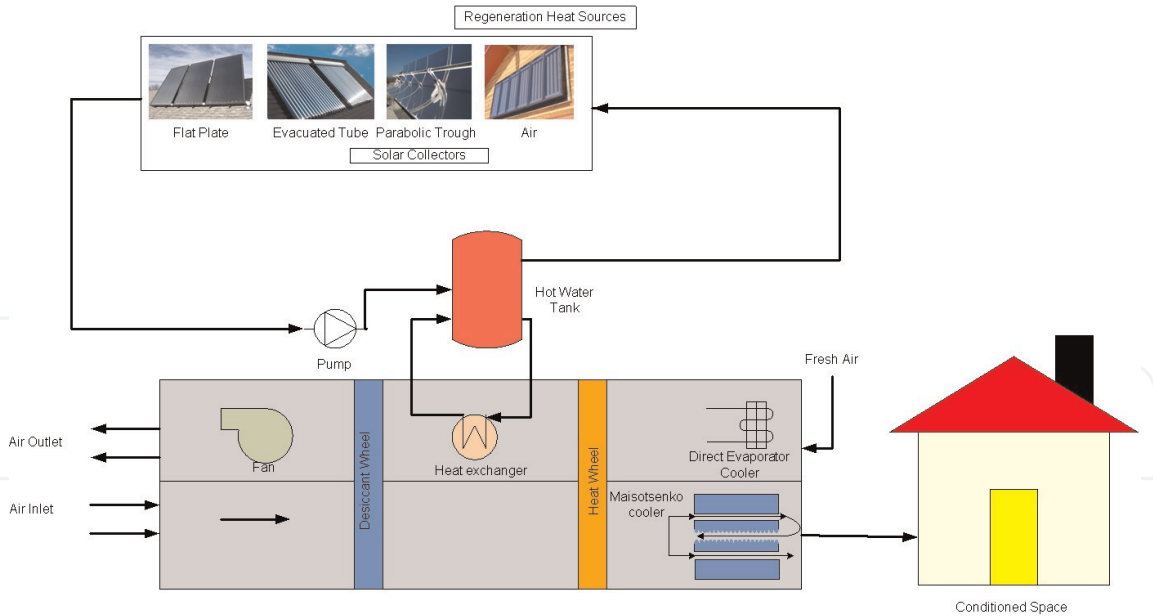 Regeneration Heat Sources
Flat Plate
Evacuated Tube
Parabolic Trough
Air
Solar Collectors
Hot Water
Tank
Pump
Fresh Air
Air Outlet
Fan
Desiccant Wheel
Heat exchanger
Heat Wheel
Direct Evaporator
Cooler
Air Inlet
Maisotsenko
cooler
Conditioned Space